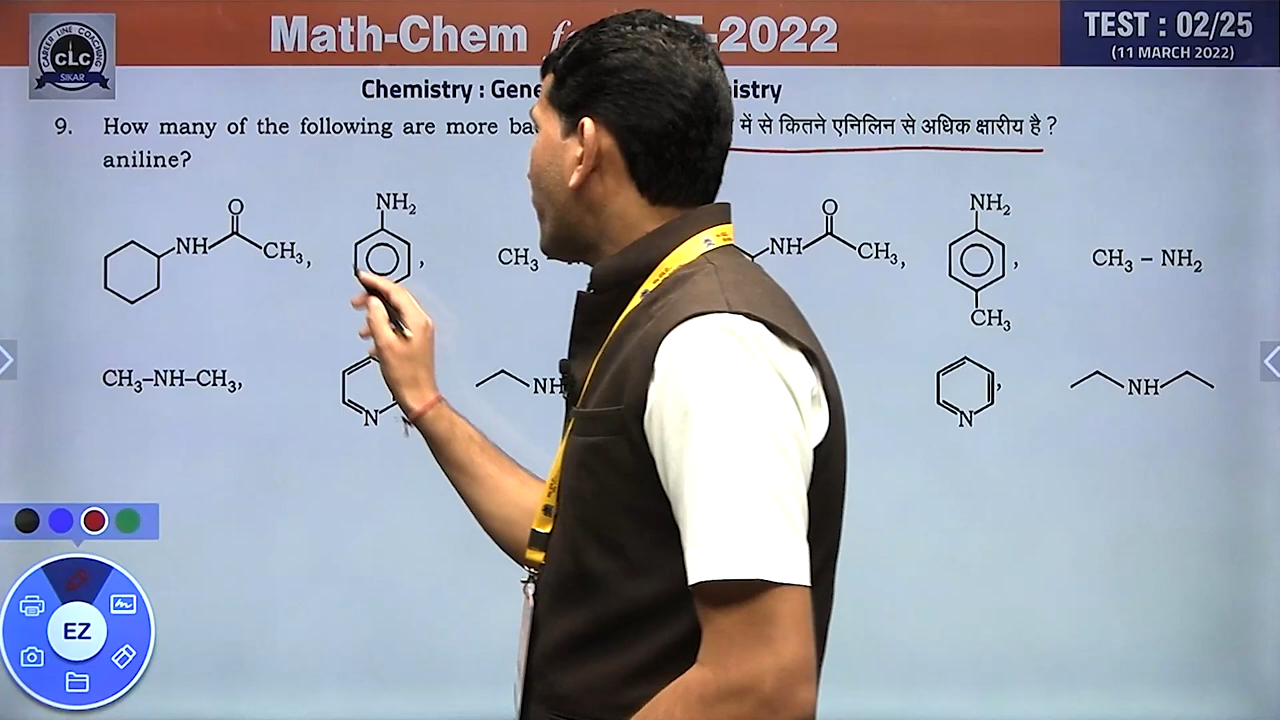 Math-Chem f -2022
TEST : 02/25
(11 MARCH 2022)
CAREER LINE COACHING
CLC
SIKAR
Chemistry : Gene istry
9. How many of the following are more ba में से कितने एनिलिन से अधिक क्षारीय है ?
aniline?
NH CH₃, O
NH₂ ,
CH₃
NH CH₃, O
NH₂ , CH₃
CH₃ – NH₂
CH₃–NH–CH₃,
N
NH
N ,
NH
EZ